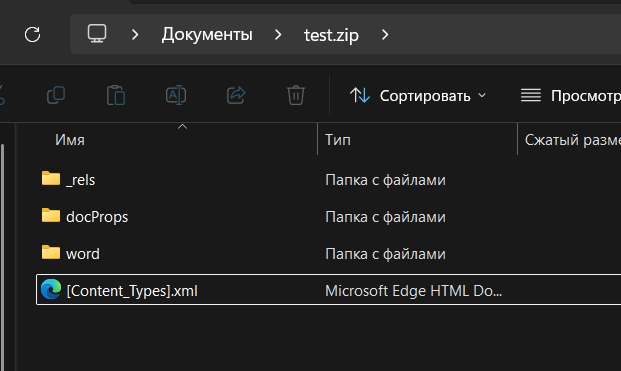 Документы test.zip
Сортировать Просмотр
Имя Тип Сжатый разме
_rels Папка с файлами
docProps Папка с файлами
word Папка с файлами
[Content_Types].xml Microsoft Edge HTML Do...